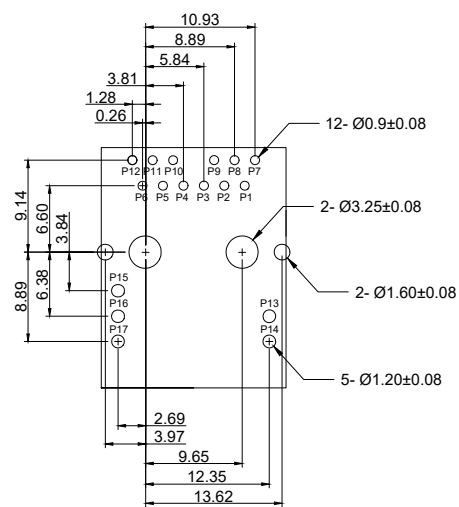 10.93
8.89
5.84
3.81
1.28
0.26
12- Ø0.9±0.08
P12 P11 P10 P9 P8 P7
P6 P5 P4 P3 P2 P1
9.14
6.60
3.84
2- Ø3.25±0.08
8.89
6.38
2- Ø1.60±0.08
P15
P16 P13
P17 P14
5- Ø1.20±0.08
2.69
3.97
9.65
12.35
13.62